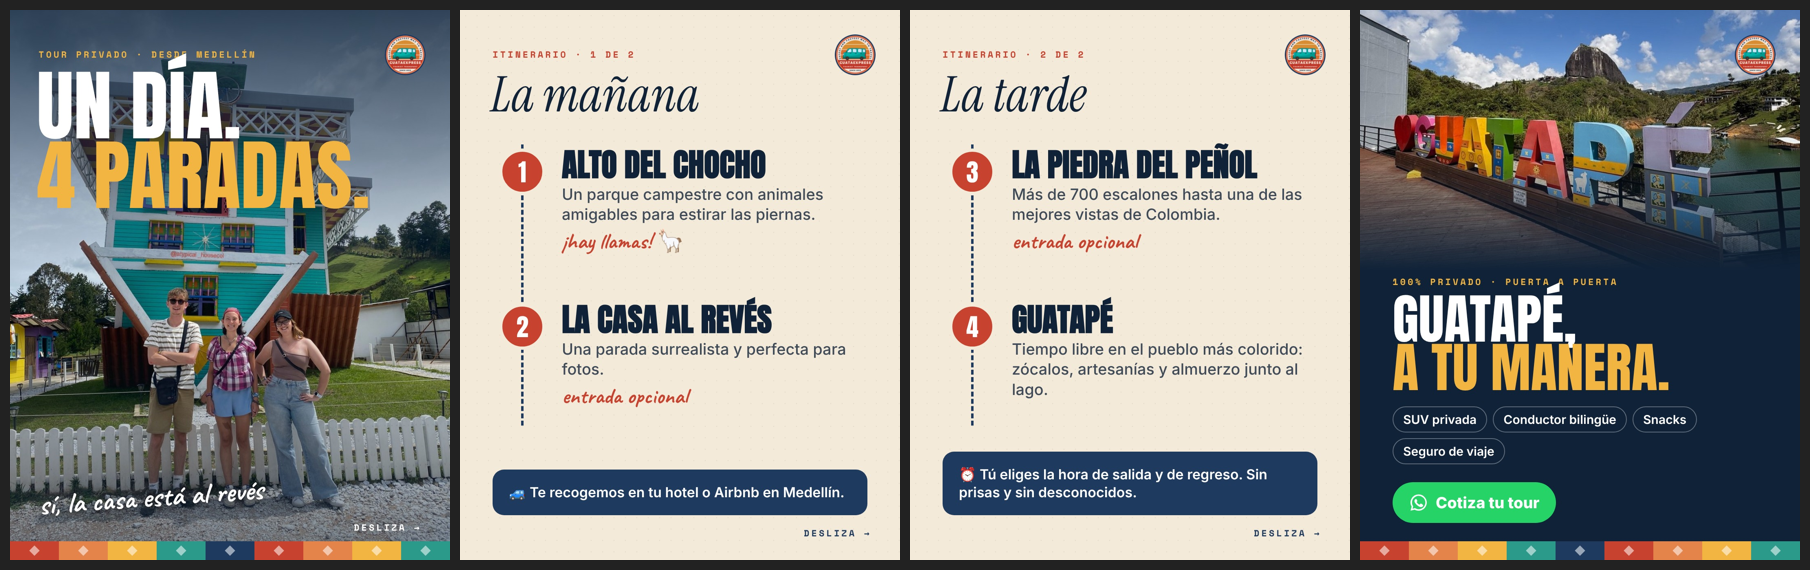 TOUR PRIVADO · DESDE MEDELLÍN
UN DÍA.
4 PARADAS.
sí, la casa está al revés
DESLIZA →
ITINERARIO · 1 DE 2
La mañana
1
ALTO DEL CHOCHO
Un parque campestre con animales
amigables para estirar las piernas.
¡hay llamas! 🦙
2
LA CASA AL REVÉS
Una parada surrealista y perfecta para
fotos.
entrada opcional
🚙 Te recogemos en tu hotel o Airbnb en Medellín.
DESLIZA →
ITINERARIO · 2 DE 2
La tarde
3
LA PIEDRA DEL PEÑOL
Más de 700 escalones hasta una de las
mejores vistas de Colombia.
entrada opcional
4
GUATAPÉ
Tiempo libre en el pueblo más colorido:
zócalos, artesanías y almuerzo junto al
lago.
⏰ Tú eliges la hora de salida y de regreso. Sin
prisas y sin desconocidos.
DESLIZA →
GUATAPÉ
100% PRIVADO · PUERTA A PUERTA
GUATAPÉ,
A TU MANERA.
SUV privada
Conductor bilingüe
Snacks
Seguro de viaje
Cotiza tu tour